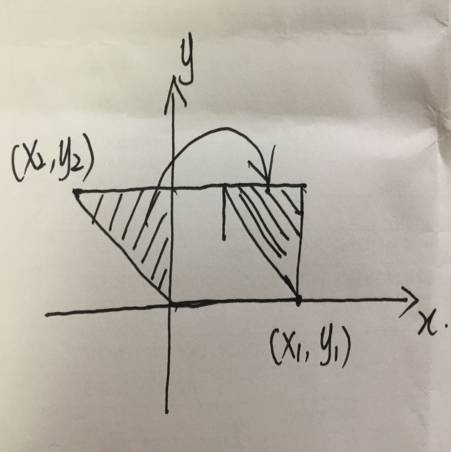 y
(x₂, y₂)
(x₁, y₁)
x.